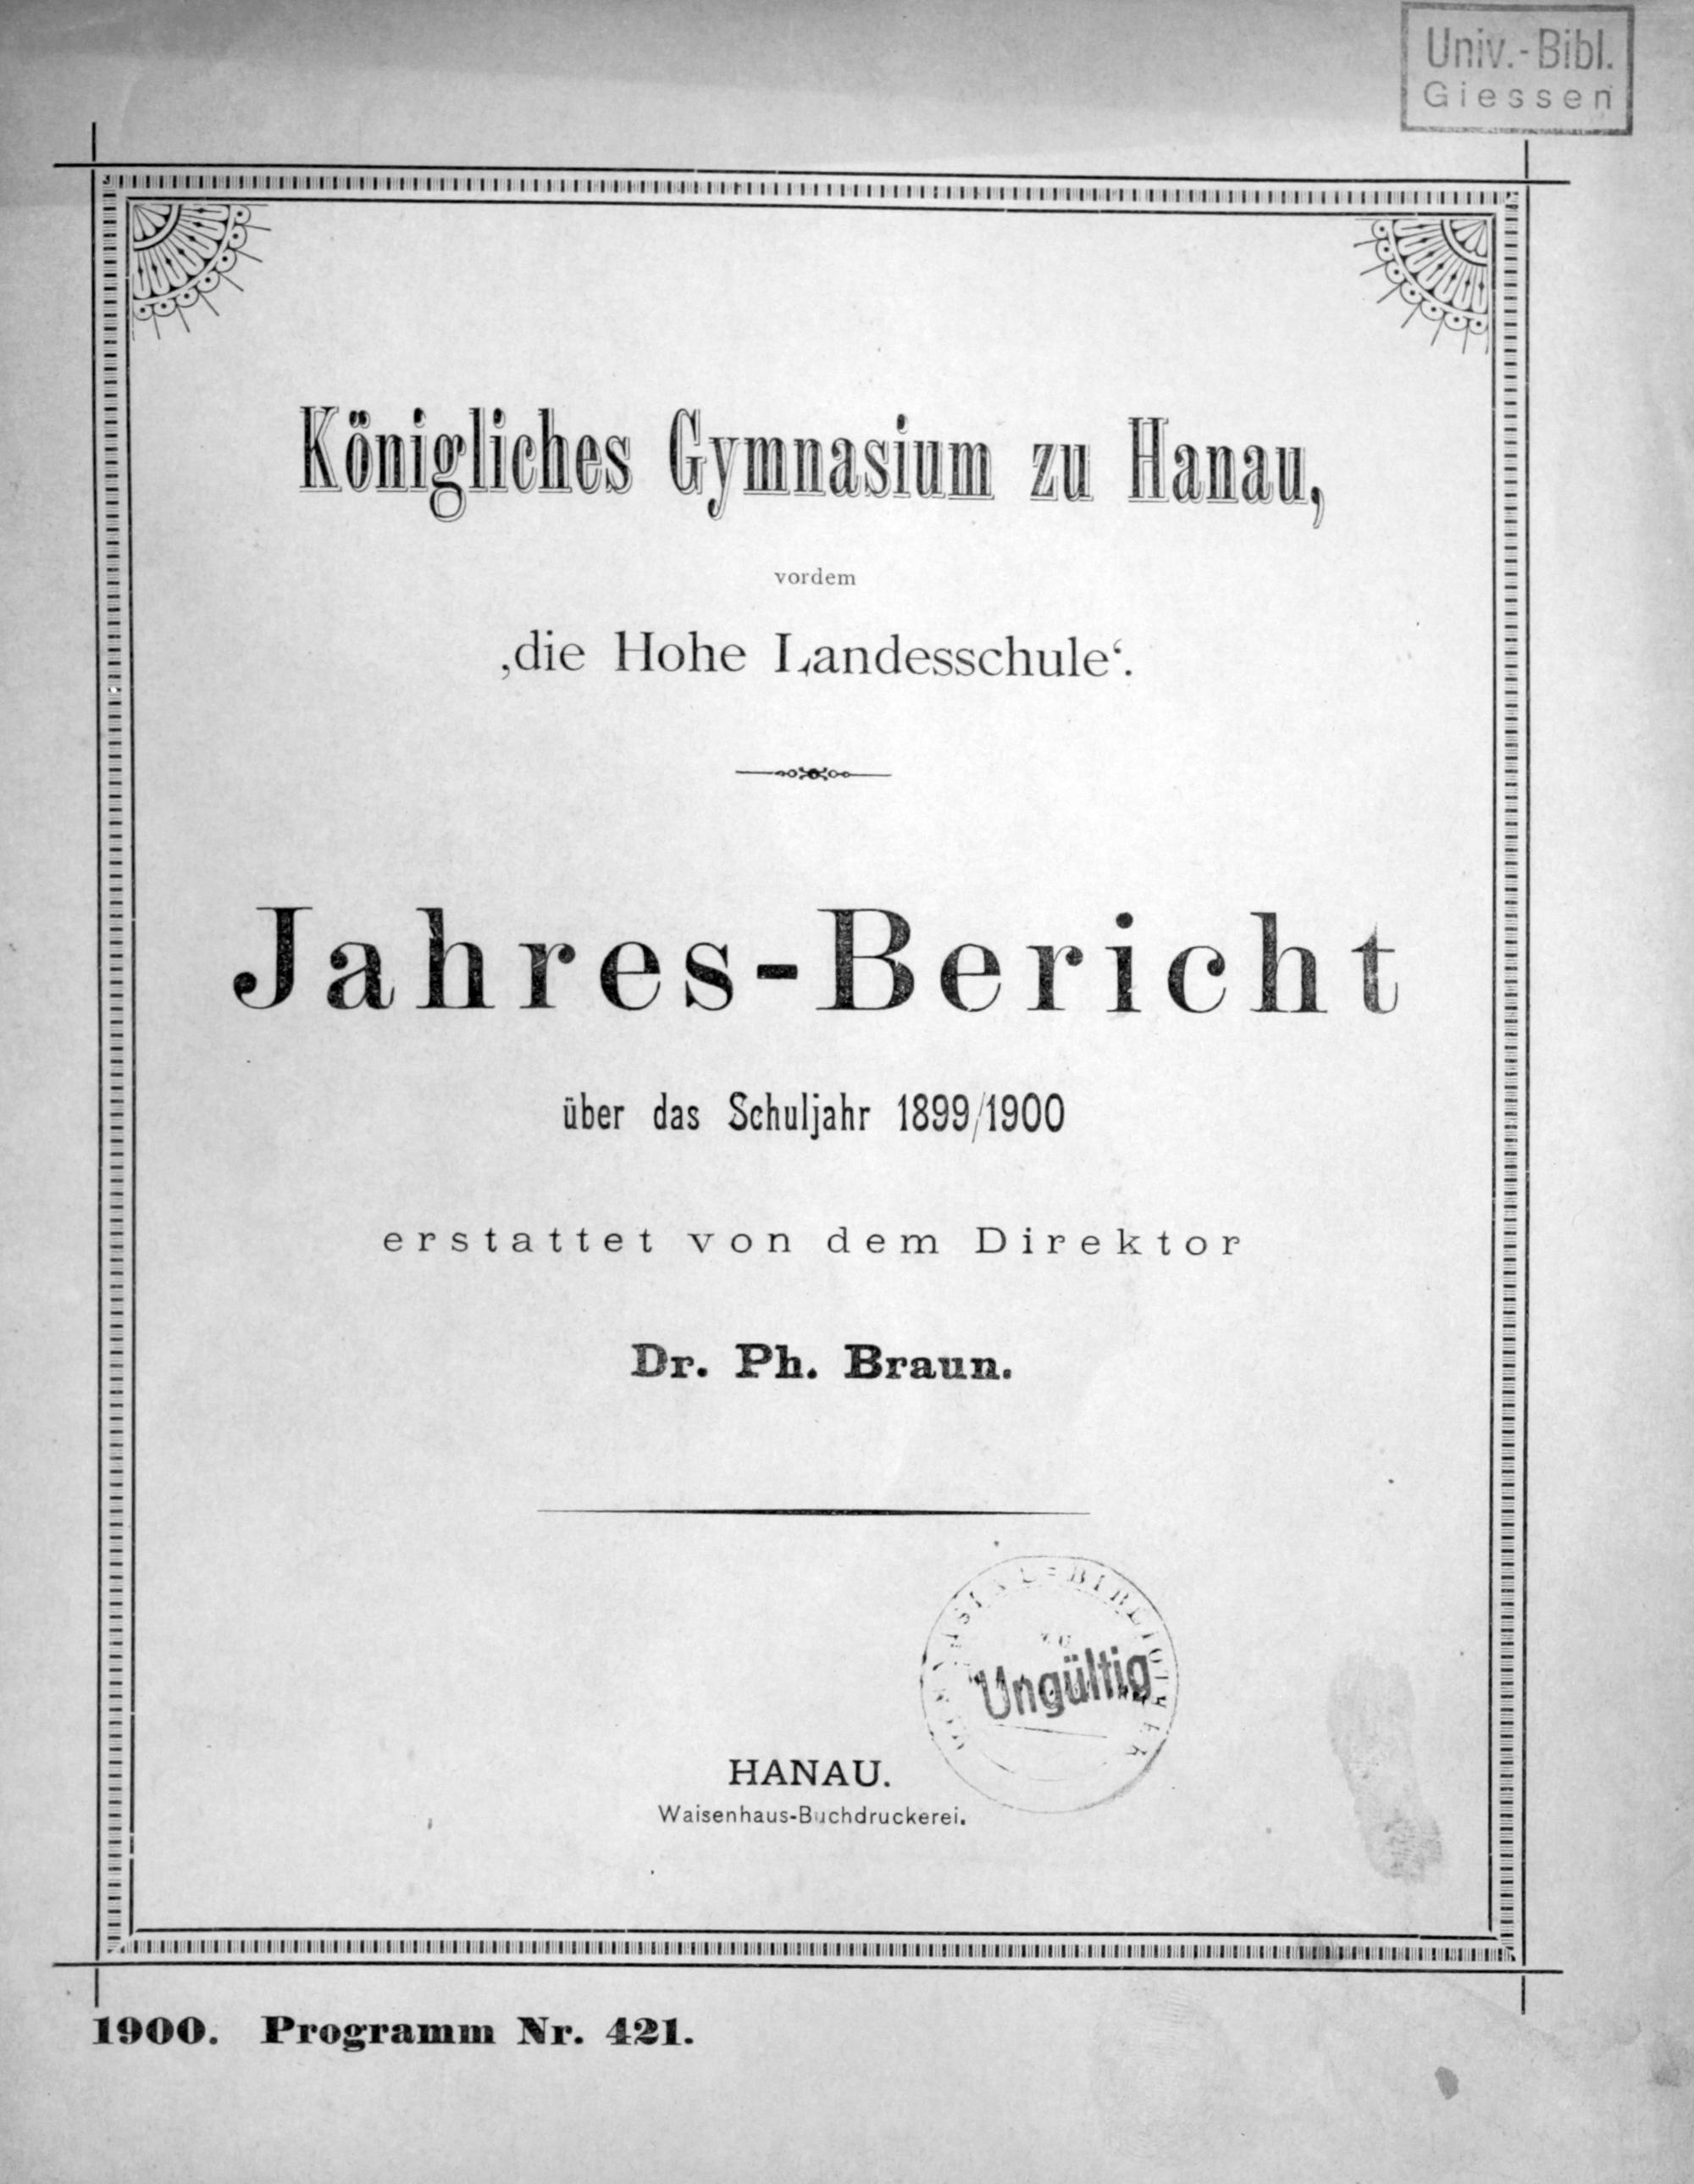 Univ.-Bibl.
Giessen
Königliches Gymnasium zu Hanau,
vordem
‚die Hohe Landesschule‘.
Jahres-Bericht
über das Schuljahr 1899/1900
erstattet von dem Direktor
Dr. Ph. Braun.
Ungültig
HANAU.
Waisenhaus-Buchdruckerei.
1900. Programm Nr. 421.